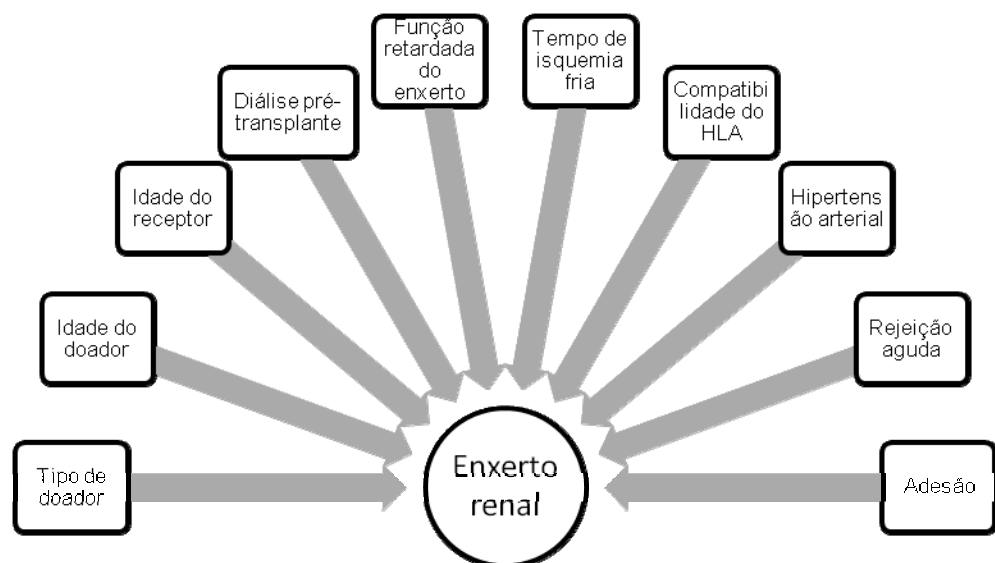 Tipo de
doador
Idade do
doador
Idade do
receptor
Diálise pré-
transplante
Função
retardada
do
enxerto
Tempo de
isquemia
fria
Compatibi
lidade do
HLA
Hipertens
ão arterial
Rejeição
aguda
Adesão
Enxerto
renal